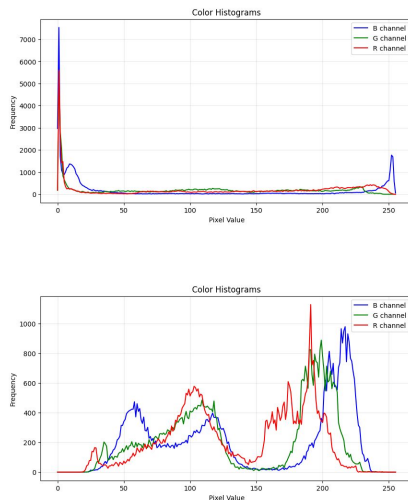 Color Histograms
B channel
G channel
R channel
7000
6000
5000
4000
3000
2000
1000
0
Frequency
0 50 100 150 200 250
Pixel Value
Color Histograms
B channel
G channel
R channel
1000
800
600
400
200
0
Frequency
0 50 100 150 200 250
Pixel Value